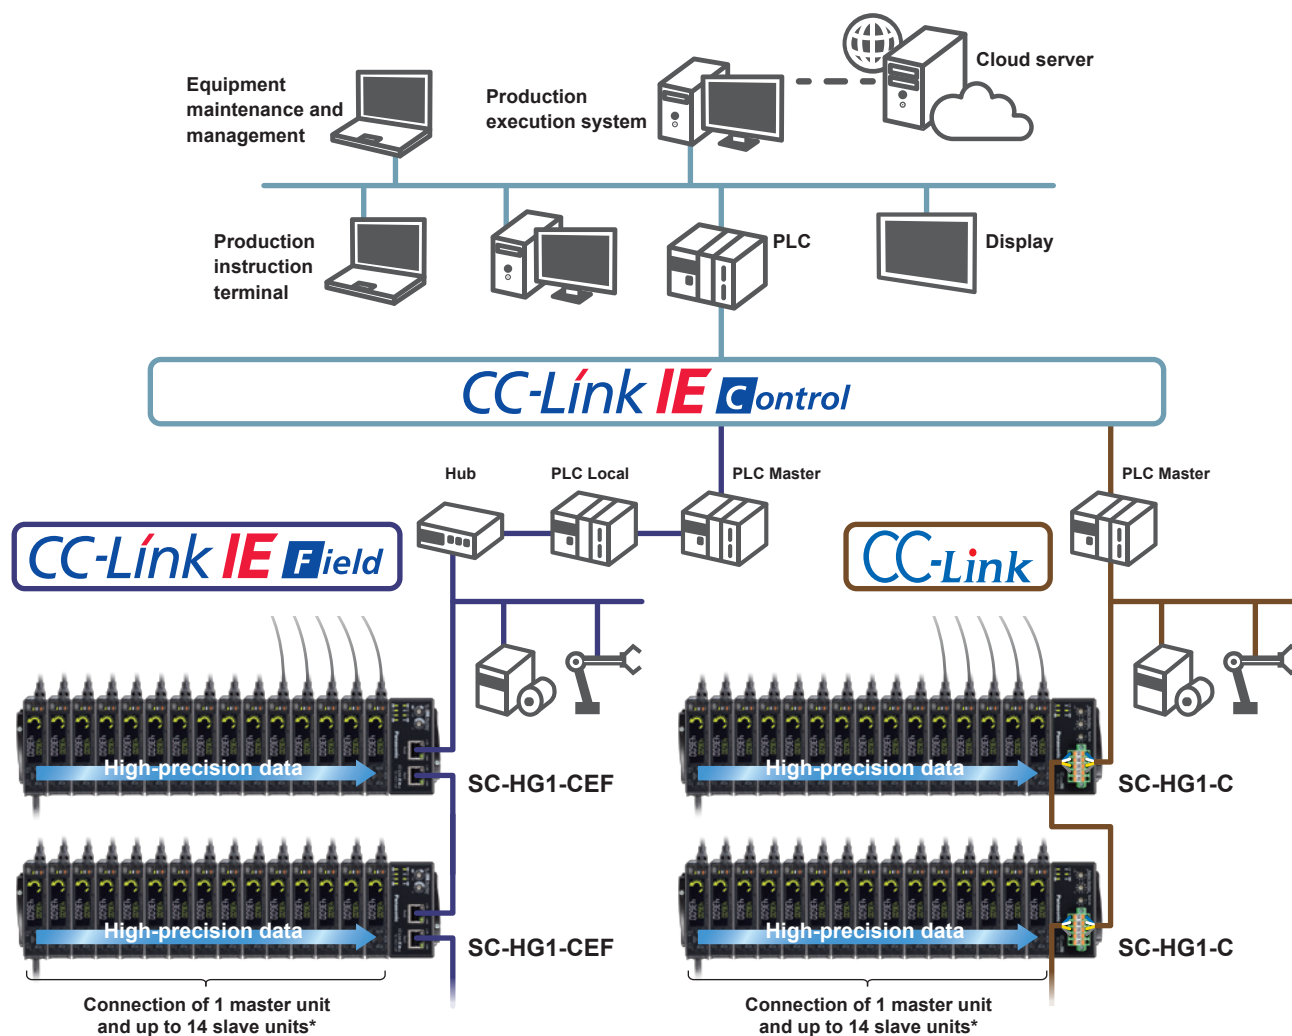 Cloud server
Equipment
maintenance and
management
Production
execution system
Production
instruction
terminal
PLC
Display
CC-Link IE Control
Hub
PLC Local
PLC Master
PLC Master
CC-Link IE Field
CC-Link
High-precision data
SC-HG1-CEF
High-precision data
SC-HG1-C
High-precision data
SC-HG1-CEF
High-precision data
SC-HG1-C
Connection of 1 master unit
and up to 14 slave units*
Connection of 1 master unit
and up to 14 slave units*